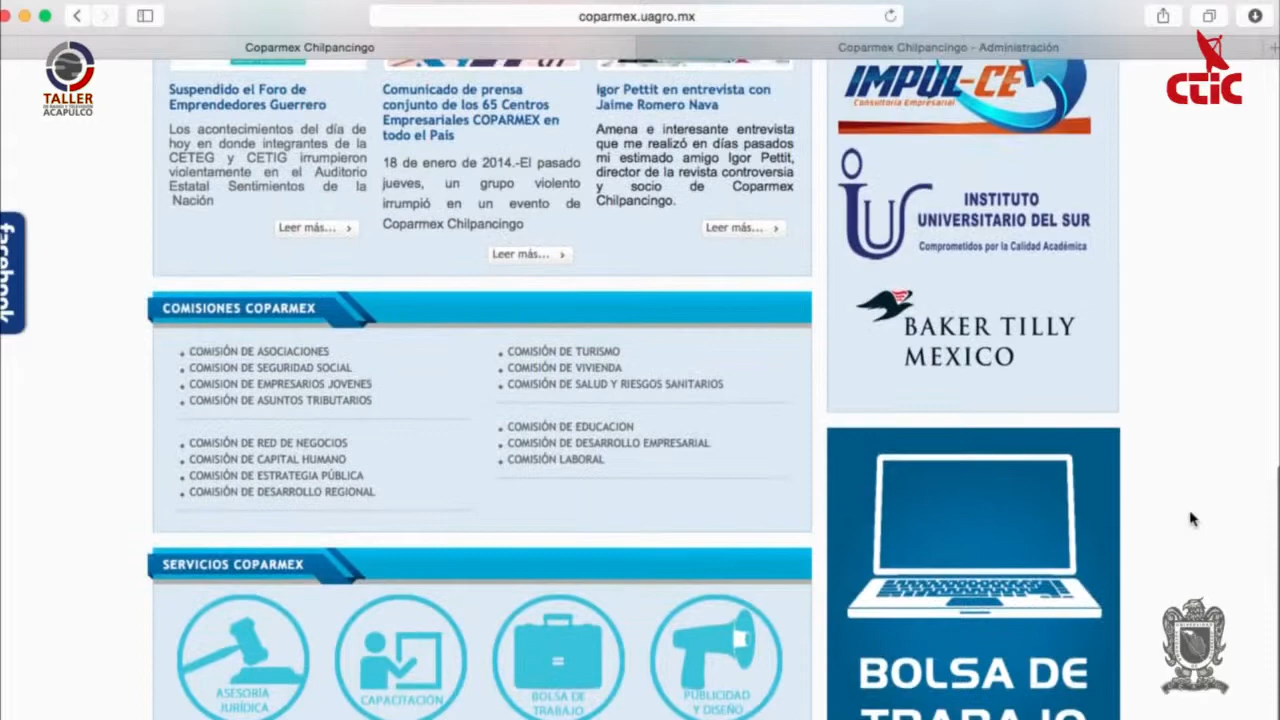 coparmex.uagro.mx
Coparmex Chilpancingo
Coparmex Chilpancingo - Administración
TALLER
DE RADIO Y TELEVISIÓN
ACAPULCO
CTIC
Suspendido el Foro de
Emprendedores Guerrero
Los acontecimientos del día de
hoy en donde integrantes de la
CETEG y CETIG irrumpieron
violentamente en el Auditorio
Estatal Sentimientos de la
Nación
Leer más...
Comunicado de prensa
conjunto de los 65 Centros
Empresariales COPARMEX en
todo el País
18 de enero de 2014.-El pasado
jueves, un grupo violento
irrumpió en un evento de
Coparmex Chilpancingo
Leer más...
Igor Pettit en entrevista con
Jaime Romero Nava
Amena e interesante entrevista
que me realizó en días pasados
mi estimado amigo Igor Pettit,
director de la revista controversia
y socio de Coparmex
Chilpancingo.
Leer más...
IMPUL-CE
Consultoría Empresarial
IU
INSTITUTO
UNIVERSITARIO DEL SUR
Comprometidos por la Calidad Académica
BAKER TILLY
MEXICO
facebook
COMISIONES COPARMEX
COMISIÓN DE ASOCIACIONES
COMISIÓN DE SEGURIDAD SOCIAL
COMISION DE EMPRESARIOS JOVENES
COMISIÓN DE ASUNTOS TRIBUTARIOS
COMISIÓN DE RED DE NEGOCIOS
COMISIÓN DE CAPITAL HUMANO
COMISIÓN DE ESTRATEGIA PÚBLICA
COMISIÓN DE DESARROLLO REGIONAL
COMISIÓN DE TURISMO
COMISIÓN DE VIVIENDA
COMISIÓN DE SALUD Y RIESGOS SANITARIOS
COMISIÓN DE EDUCACION
COMISIÓN DE DESARROLLO EMPRESARIAL
COMISIÓN LABORAL
SERVICIOS COPARMEX
ASESORÍA
JURÍDICA
CAPACITACIÓN
BOLSA DE
TRABAJO
PUBLICIDAD
Y DISEÑO
BOLSA DE
TRABAJO